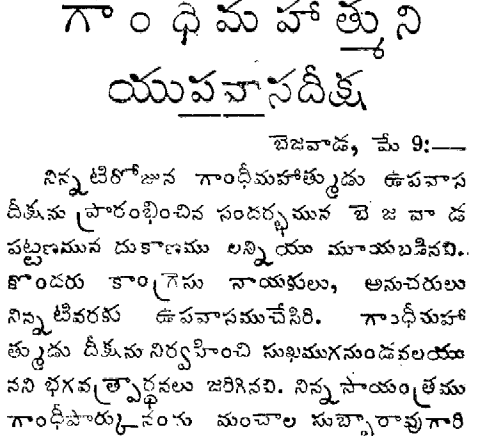 గాంధిమహాత్ముని
యుపవాసదీక్ష
బెజవాడ, మే 9:—
నిన్నటిరోజున గాంధీమహాత్ముడు ఉపవాస
దీక్షను ప్రారంభించిన సందర్భమున బెజవాడ
పట్టణమున దుకాణము లన్నియు మూయబడినవి.
కొందరు కాంగ్రెసు నాయకులు, అనుచరులు
నిన్నటివరకు ఉపవాసముచేసిరి. గాంధీమహా
త్ముడు దీక్షను నిర్వహించి సుఖముగనుండవలయు
నని భగవత్ప్రార్థనలు జరిగినవి. నిన్న సాయంత్రము
గాంధీపార్కునందు మంచాల సుబ్బారావుగారి